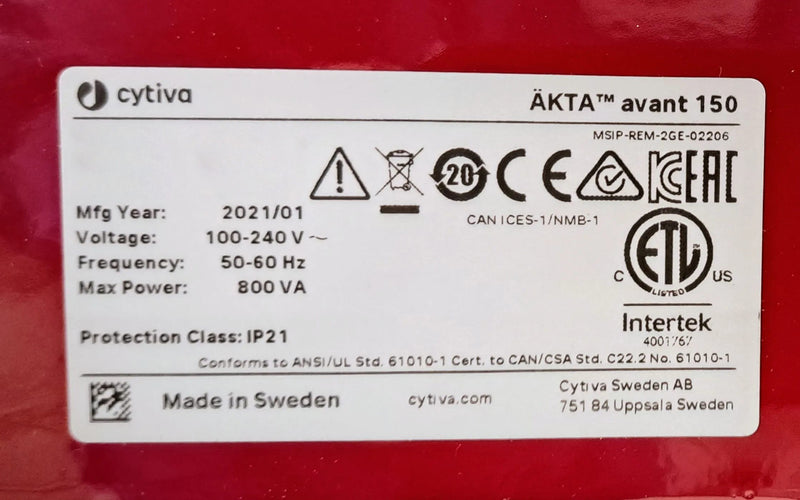 cytiva
ÄKTA™ avant 150
MSIP-REM-2GE-02206
20
CE
EAC
CAN ICES-1/NMB-1
Mfg Year: 2021/01
Voltage: 100-240 V ~
Frequency: 50-60 Hz
Max Power: 800 VA
C ETL US
LISTED
Intertek
4001767
Protection Class: IP21
Conforms to ANSI/UL Std. 61010-1 Cert. to CAN/CSA Std. C22.2 No. 61010-1
Made in Sweden
cytiva.com
Cytiva Sweden AB
751 84 Uppsala Sweden